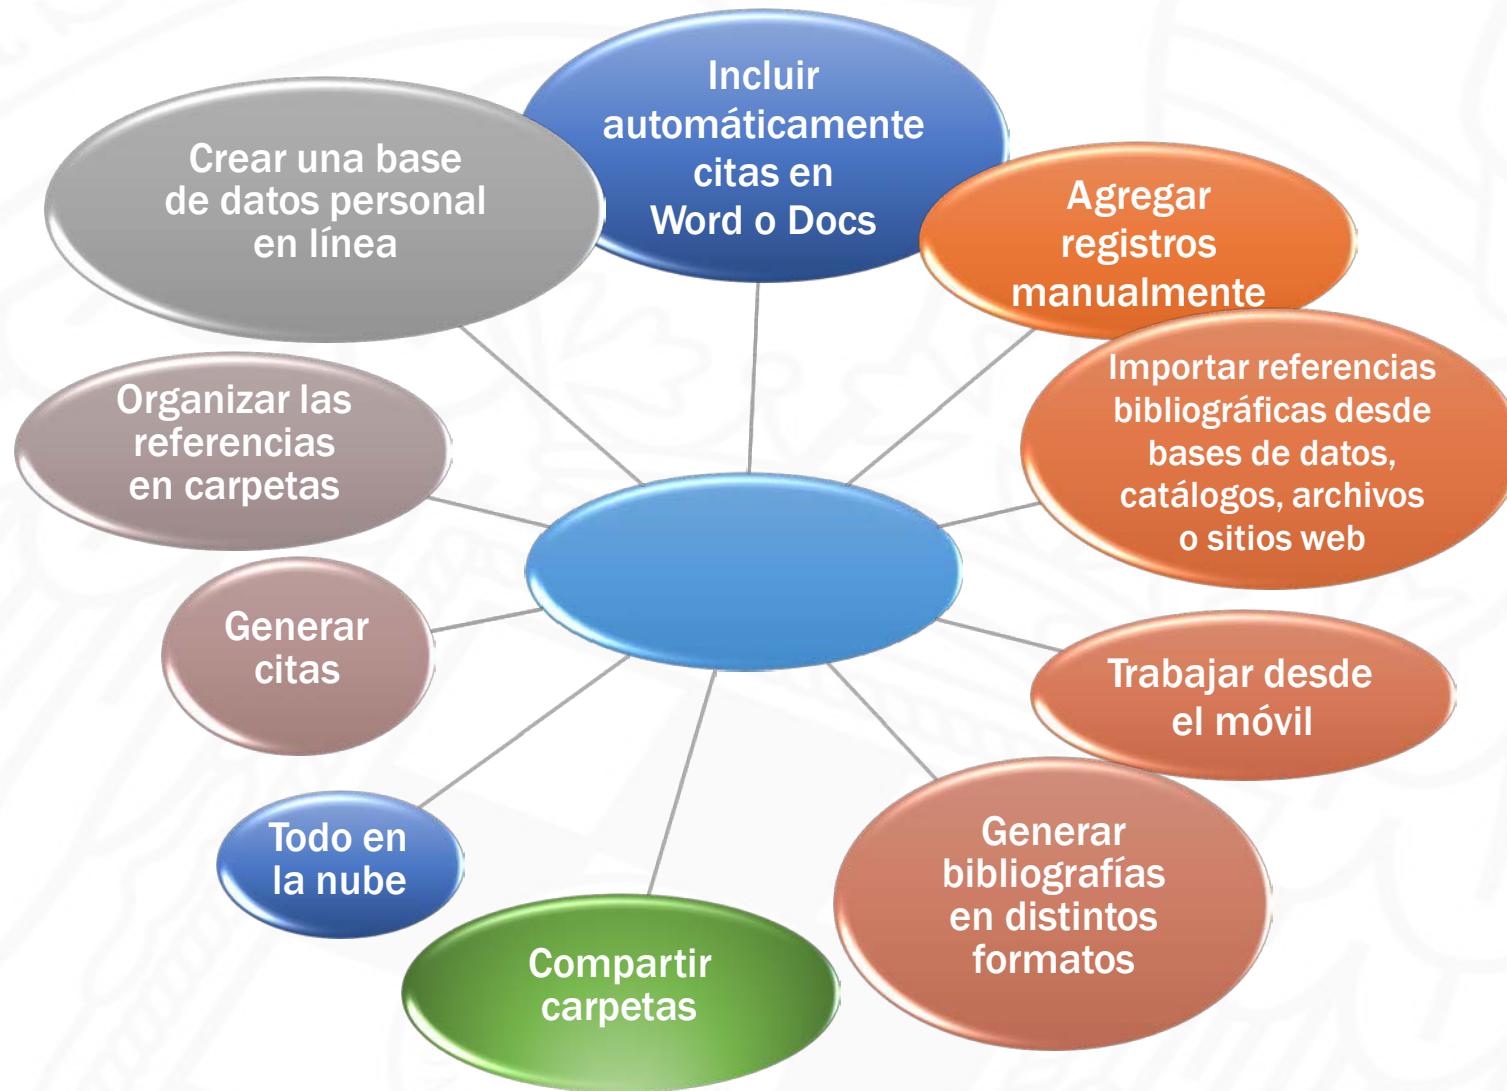 Incluir
automáticamente
citas en
Word o Docs
Agregar
registros
manualmente
Importar referencias
bibliográficas desde
bases de datos,
catálogos, archivos
o sitios web
Trabajar desde
el móvil
Generar
bibliografías
en distintos
formatos
Compartir
carpetas
Todo en
la nube
Generar
citas
Organizar las
referencias
en carpetas
Crear una base
de datos personal
en línea